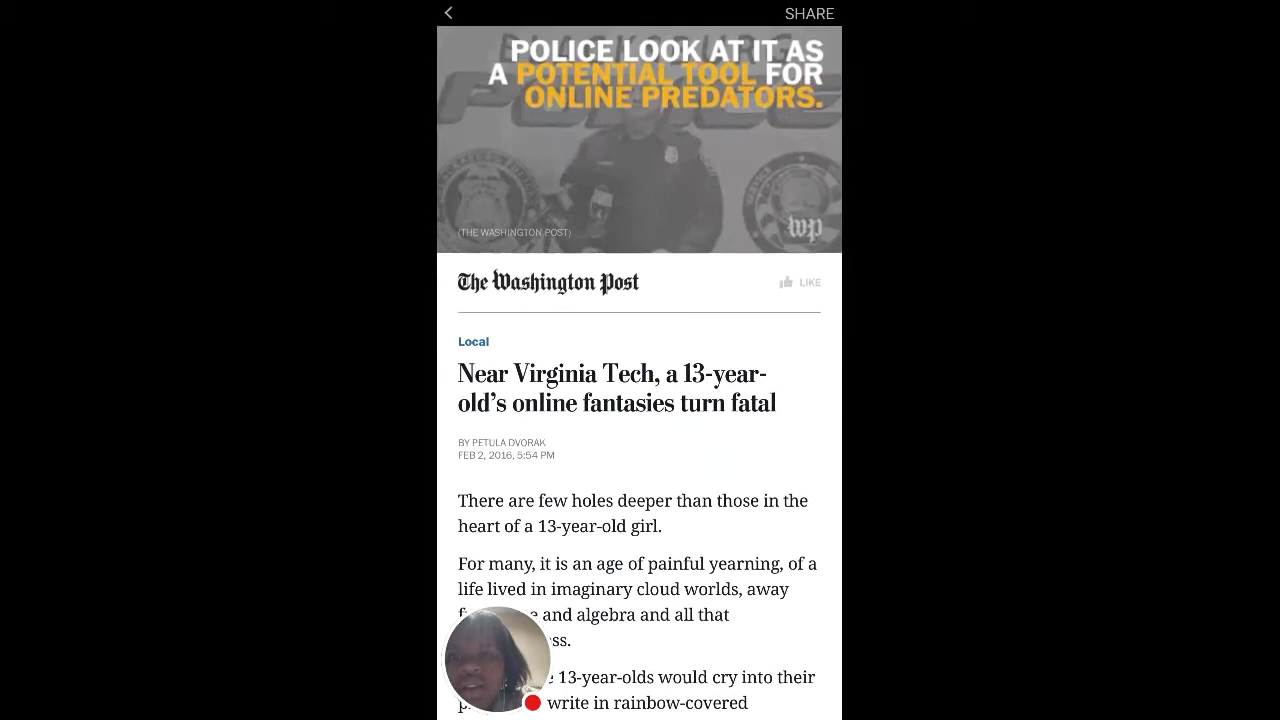 SHARE
POLICE LOOK AT IT AS
A POTENTIAL TOOL FOR
ONLINE PREDATORS.
(THE WASHINGTON POST)
wp
The Washington Post
LIKE
Local
Near Virginia Tech, a 13-year-
old's online fantasies turn fatal
BY PETULA DVORAK
FEB 2, 2016, 5:54 PM
There are few holes deeper than those in the
heart of a 13-year-old girl.
For many, it is an age of painful yearning, of a
life lived in imaginary cloud worlds, away
and algebra and all that
13-year-olds would cry into their
write in rainbow-covered